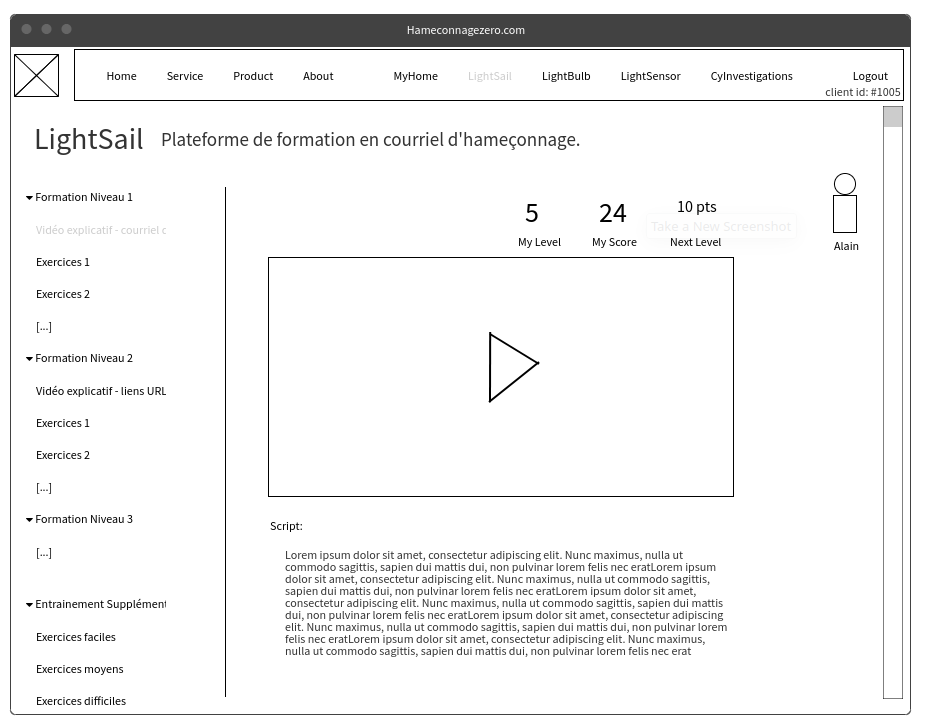 Hameconnagezero.com
Home Service Product About MyHome LightSail LightBulb LightSensor CyInvestigations Logout
client id: #1005
LightSail Plateforme de formation en courriel d'hameçonnage.
Formation Niveau 1
Vidéo explicatif - courriel c
Exercices 1
Exercices 2
[...]
Formation Niveau 2
Vidéo explicatif - liens URL
Exercices 1
Exercices 2
[...]
Formation Niveau 3
[...]
Entrainement Supplément
Exercices faciles
Exercices moyens
Exercices difficiles
5 24 10 pts
Take a New Screenshot
My Level My Score Next Level
Alain
Script:
Lorem ipsum dolor sit amet, consectetur adipiscing elit. Nunc maximus, nulla ut
commodo sagittis, sapien dui mattis dui, non pulvinar lorem felis nec eratLorem ipsum
dolor sit amet, consectetur adipiscing elit. Nunc maximus, nulla ut commodo sagittis,
sapien dui mattis dui, non pulvinar lorem felis nec eratLorem ipsum dolor sit amet,
consectetur adipiscing elit. Nunc maximus, nulla ut commodo sagittis, sapien dui mattis
dui, non pulvinar lorem felis nec eratLorem ipsum dolor sit amet, consectetur adipiscing
elit. Nunc maximus, nulla ut commodo sagittis, sapien dui mattis dui, non pulvinar lorem
felis nec eratLorem ipsum dolor sit amet, consectetur adipiscing elit. Nunc maximus,
nulla ut commodo sagittis, sapien dui mattis dui, non pulvinar lorem felis nec erat